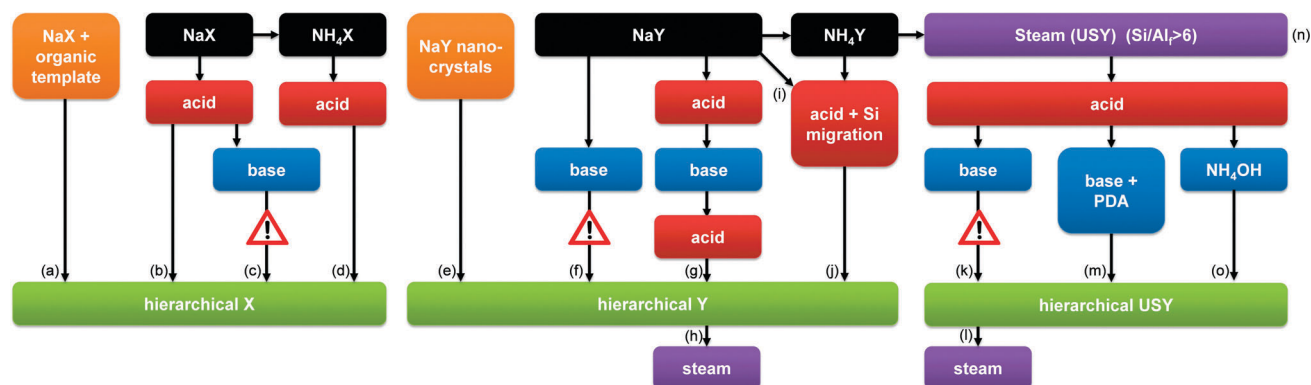 NaX +
organic
template
NaX
NH₄X
acid
acid
base
!
(a)
(b)
(c)
(d)
hierarchical X
NaY nano-
crystals
NaY
NH₄Y
(i)
acid
acid + Si
migration
base
base
!
acid
(e)
(f)
(g)
(j)
hierarchical Y
(h)
steam
Steam (USY) (Si/Alf>6)
(n)
acid
base
base +
PDA
NH₄OH
!
(k)
(m)
(o)
hierarchical USY
(l)
steam